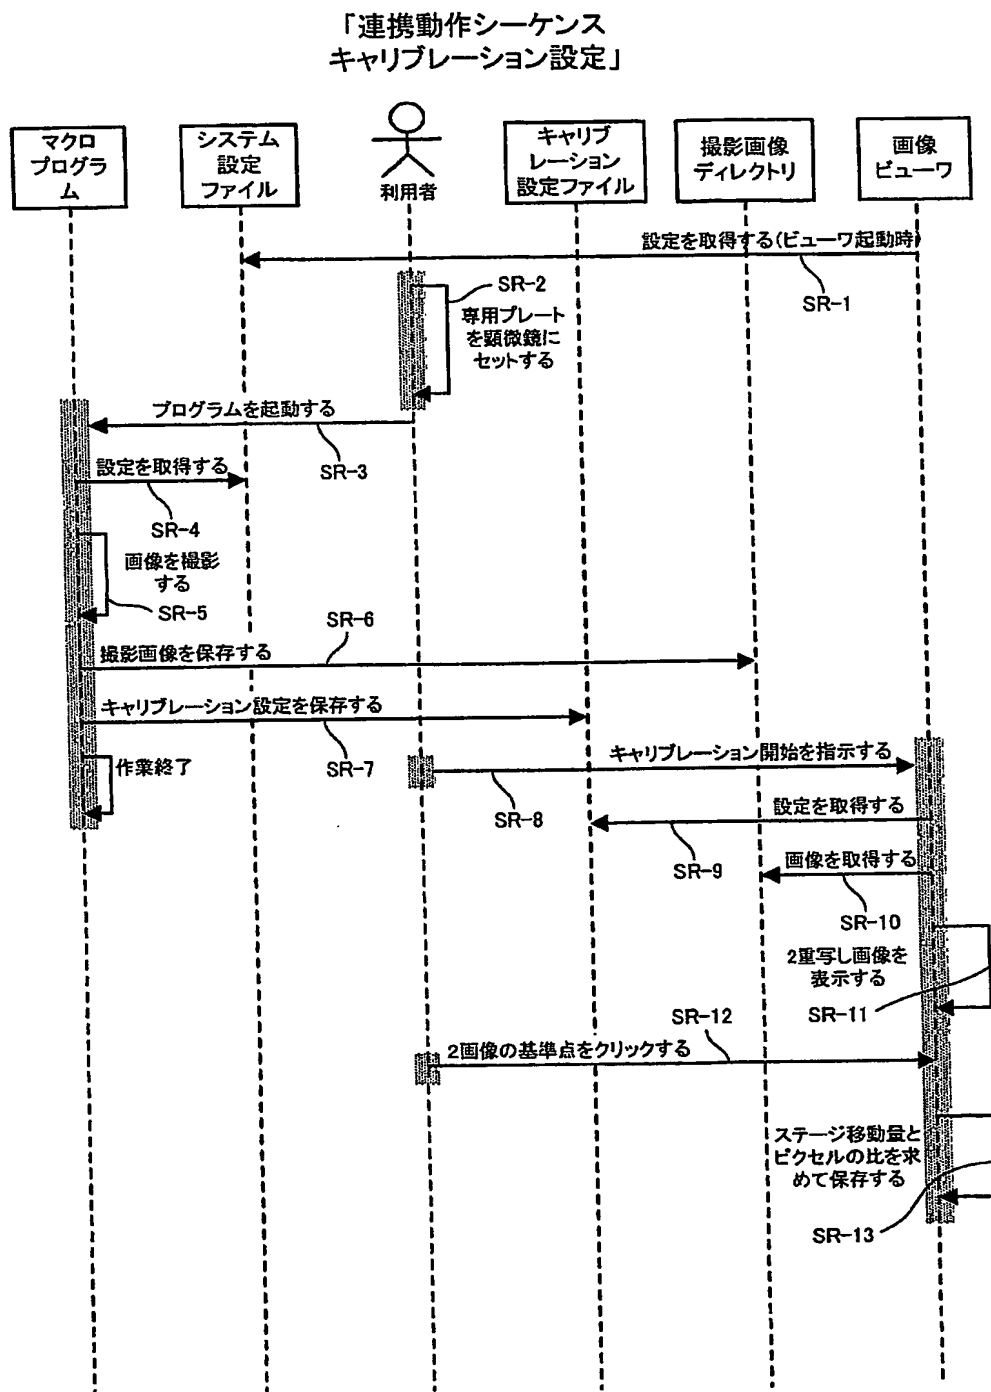 「連携動作シーケンス
キャリブレーション設定」
マクロ
プログラ
ム
システム
設定
ファイル
利用者
キャリブ
レーション
設定ファイル
撮影画像
ディレクトリ
画像
ビューワ
設定を取得する(ビューワ起動時)
SR-1
SR-2
専用プレート
を顕微鏡に
セットする
プログラムを起動する
SR-3
設定を取得する
SR-4
画像を撮影
する
SR-5
SR-6
撮影画像を保存する
キャリブレーション設定を保存する
SR-7
作業終了
キャリブレーション開始を指示する
SR-8
設定を取得する
SR-9
画像を取得する
SR-10
2重写し画像を
表示する
SR-11
SR-12
2画像の基準点をクリックする
ステージ移動量と
ピクセルの比を求
めて保存する
SR-13